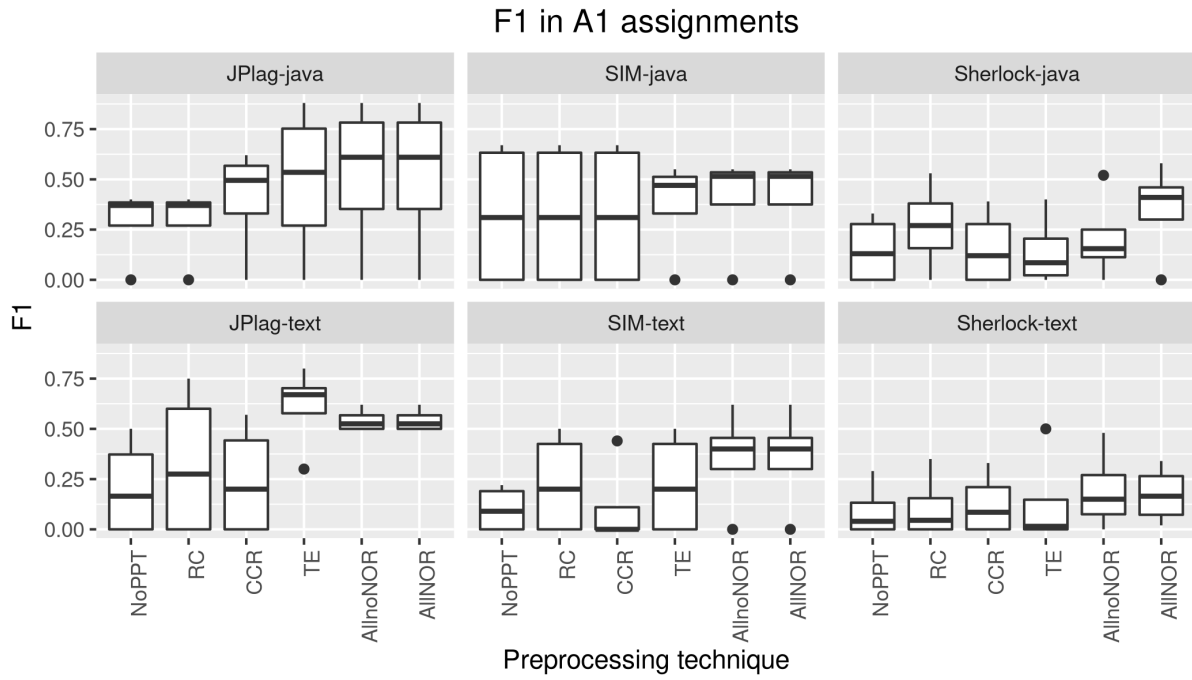 F1 in A1 assignments
JPlag-java
SIM-java
Sherlock-java
0.75
0.50
0.25
0.00
JPlag-text
SIM-text
Sherlock-text
0.75
0.50
0.25
0.00
F1
NoPPT RC CCR TE AllnoNOR AllNOR
NoPPT RC CCR TE AllnoNOR AllNOR
NoPPT RC CCR TE AllnoNOR AllNOR
Preprocessing technique